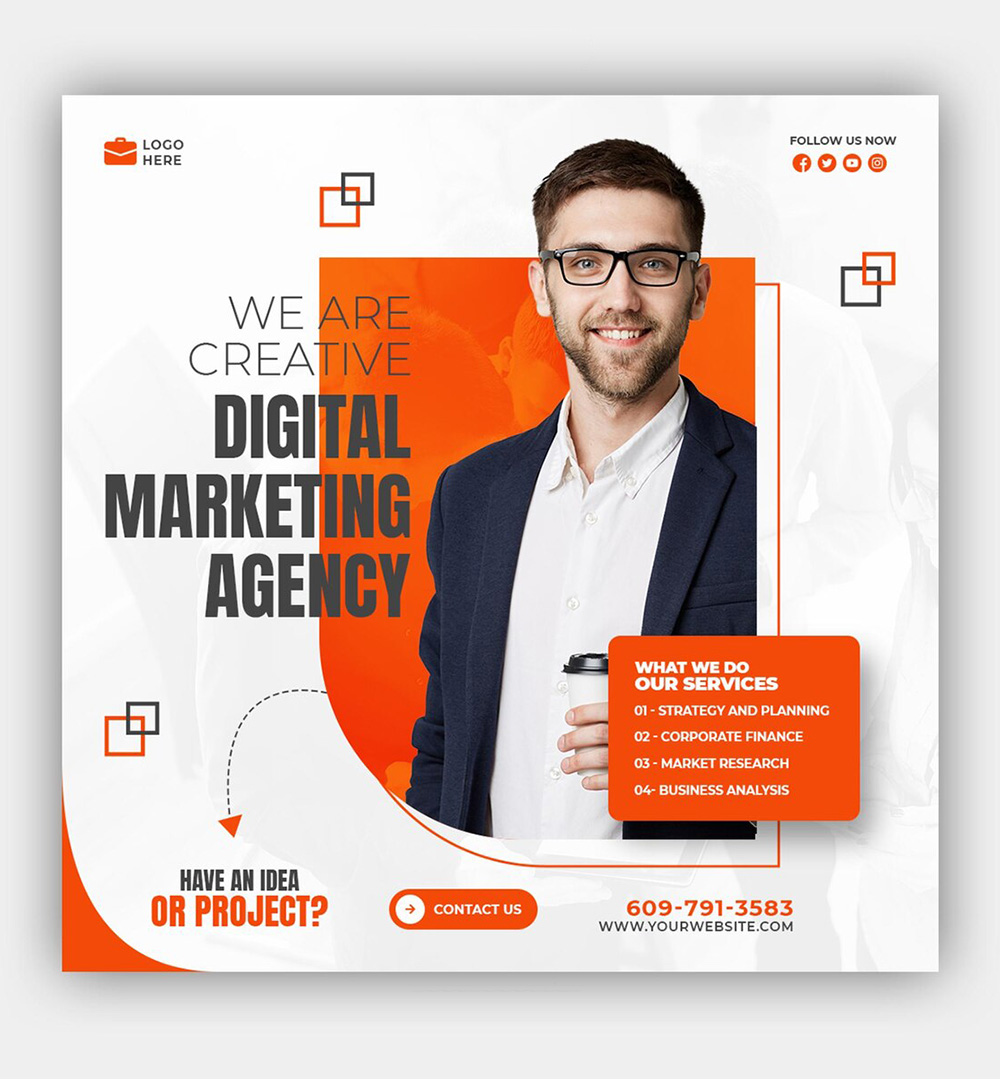 LOGO
HERE
FOLLOW US NOW
WE ARE
CREATIVE
DIGITAL
MARKETING
AGENCY
WHAT WE DO
OUR SERVICES
01 - STRATEGY AND PLANNING
02 - CORPORATE FINANCE
03 - MARKET RESEARCH
04- BUSINESS ANALYSIS
HAVE AN IDEA
OR PROJECT?
CONTACT US
609-791-3583
WWW.YOURWEBSITE.COM